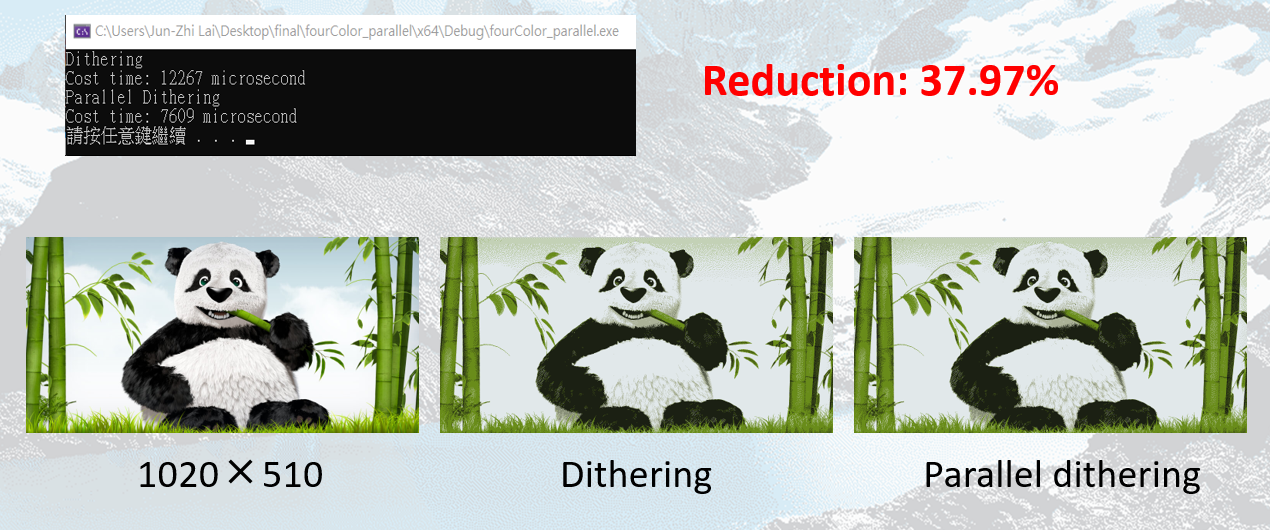 C:\Users\Jun-Zhi Lai\Desktop\final\fourColor_parallel\x64\Debug\fourColor_parallel.exe
Dithering
Cost time: 12267 microsecond
Parallel Dithering
Cost time: 7609 microsecond
請按任意鍵繼續 . . .
Reduction: 37.97%
1020×510
Dithering
Parallel dithering